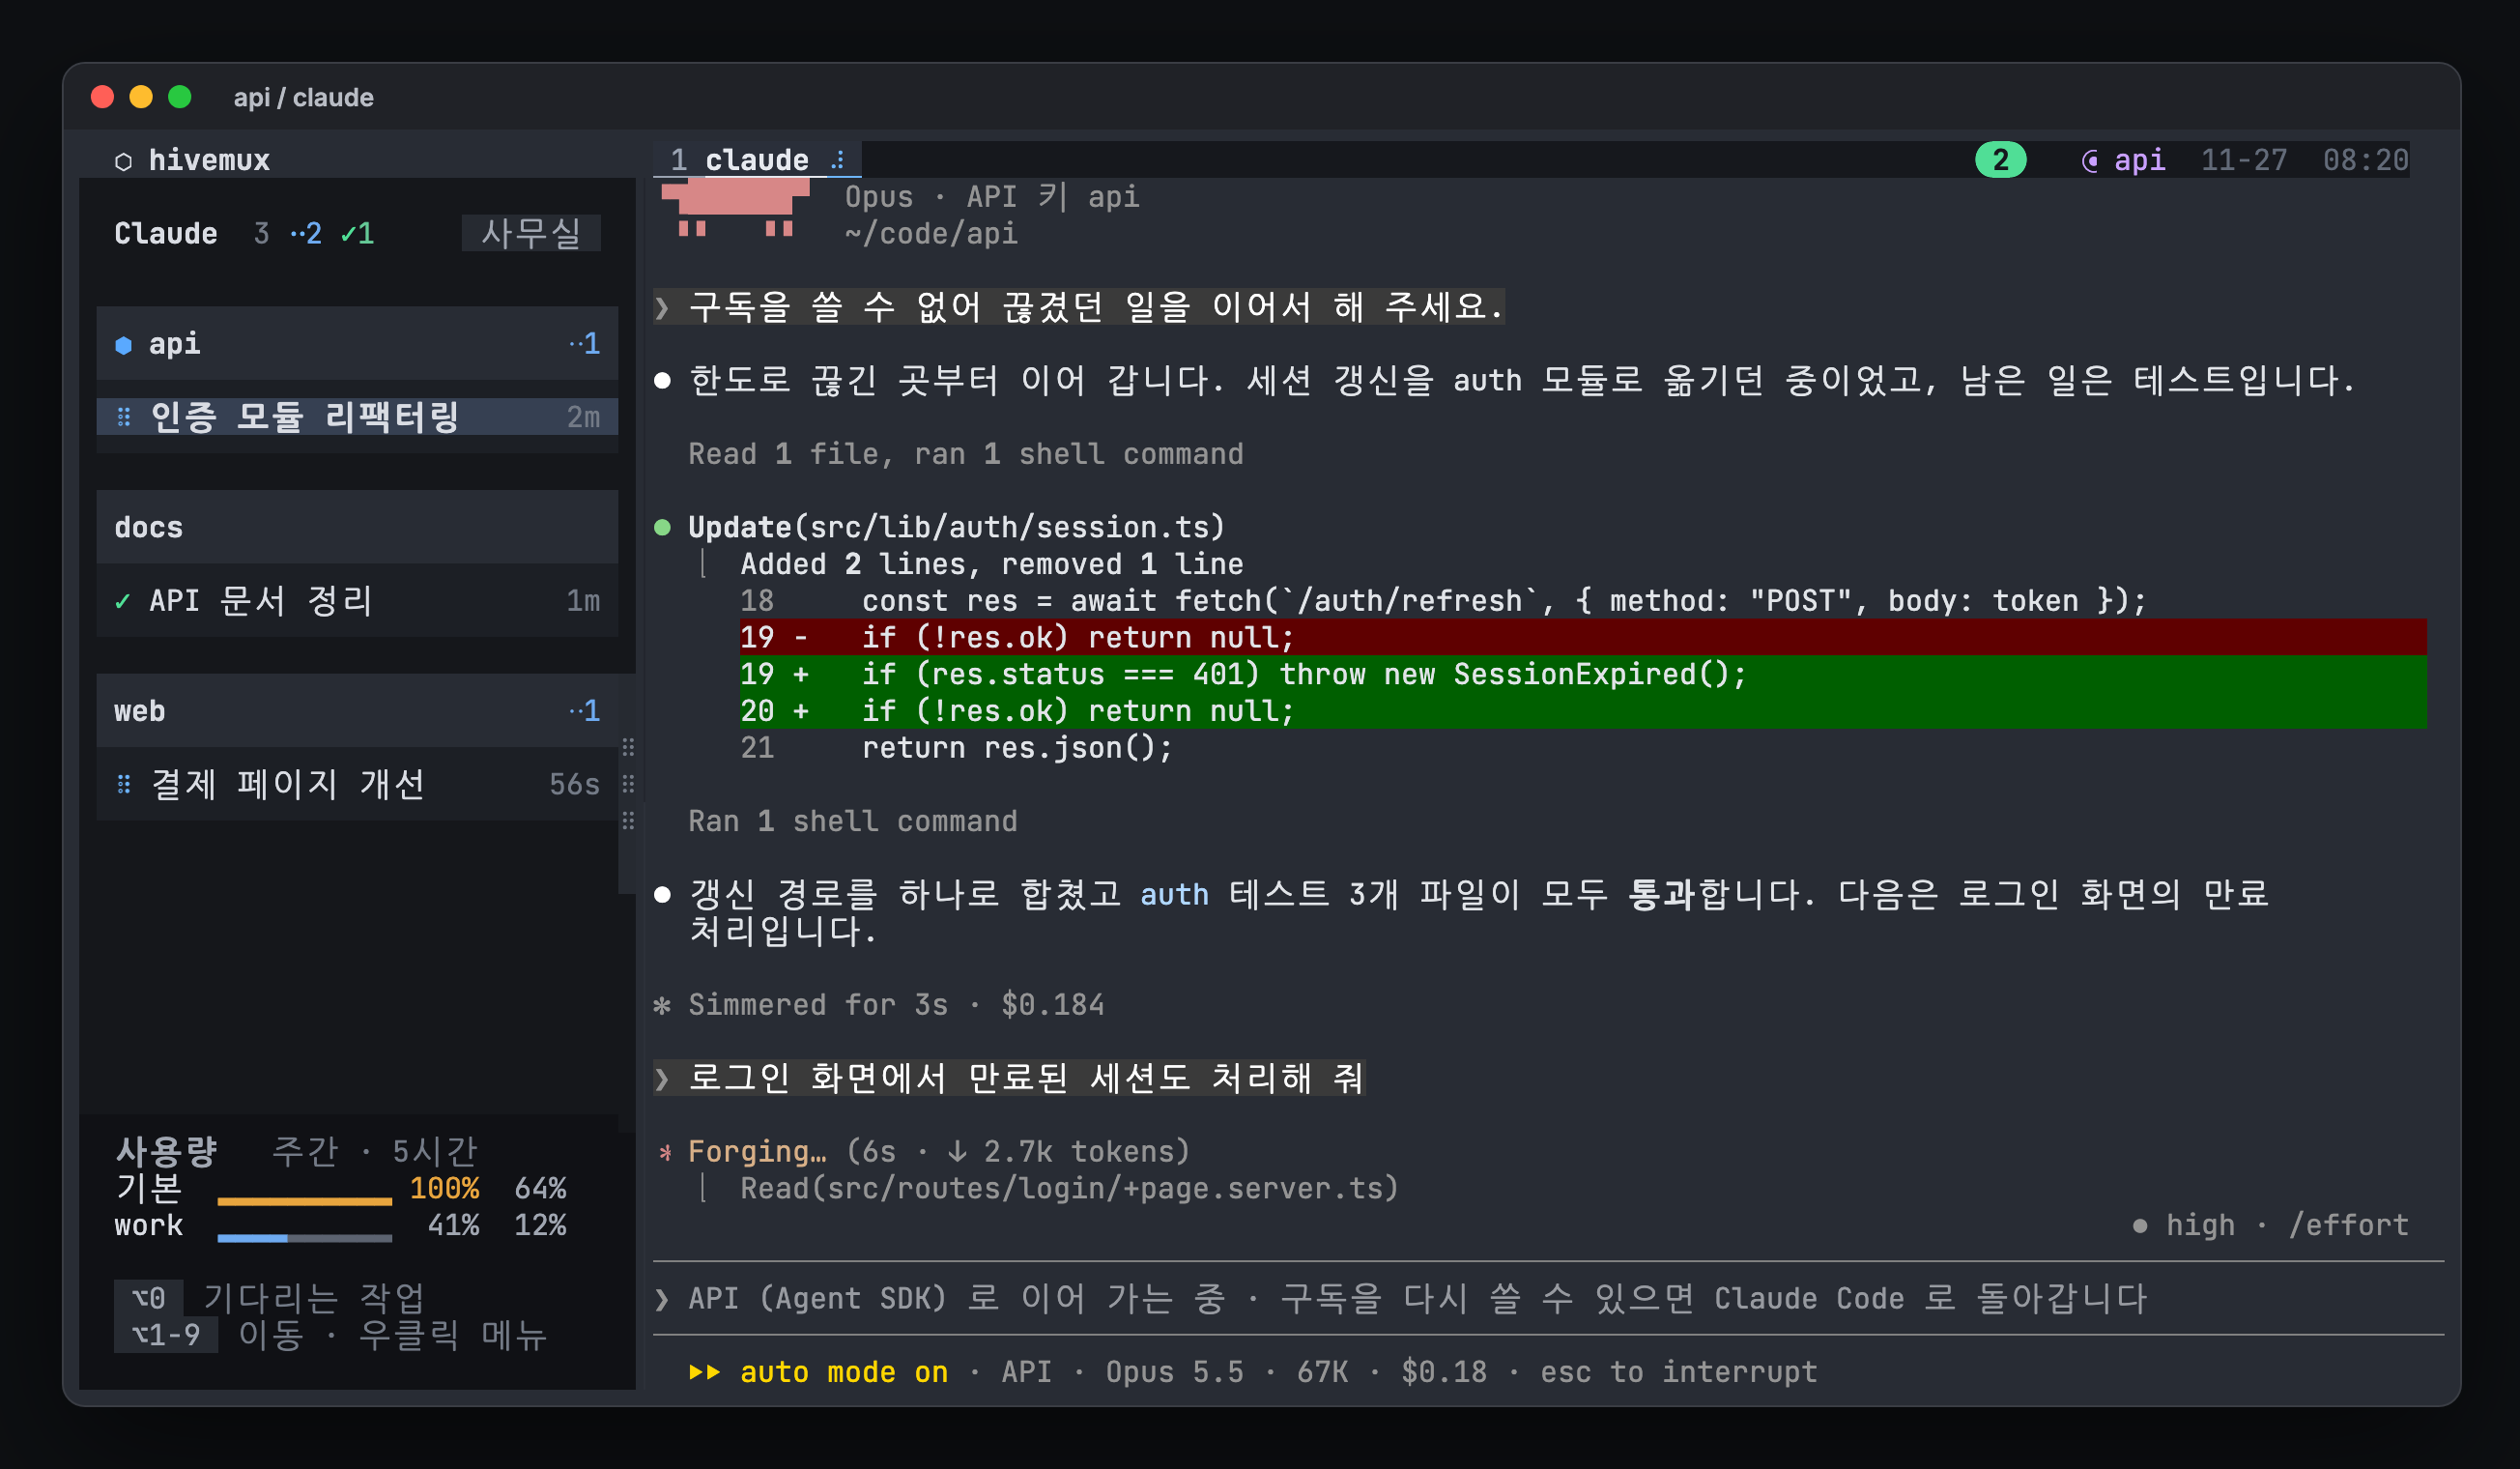 api / claude
hivemux
Claude 3 ··2 ✓1 사무실
api ··1
인증 모듈 리팩터링 2m
docs
✓ API 문서 정리 1m
web ··1
결제 페이지 개선 56s
사용량 주간 · 5시간
기본 100% 64%
work 41% 12%
⌥0 기다리는 작업
⌥1-9 이동 · 우클릭 메뉴
1 claude
2 api 11-27 08:20
Opus · API 키 api
~/code/api
❯ 구독을 쓸 수 없어 끊겼던 일을 이어서 해 주세요.
● 한도로 끊긴 곳부터 이어 갑니다. 세션 갱신을 auth 모듈로 옮기던 중이었고, 남은 일은 테스트입니다.
Read 1 file, ran 1 shell command
● Update(src/lib/auth/session.ts)
⎣ Added 2 lines, removed 1 line
18 const res = await fetch(`/auth/refresh`, { method: "POST", body: token });
19 - if (!res.ok) return null;
19 + if (res.status === 401) throw new SessionExpired();
20 + if (!res.ok) return null;
21 return res.json();
Ran 1 shell command
● 갱신 경로를 하나로 합쳤고 auth 테스트 3개 파일이 모두 통과합니다. 다음은 로그인 화면의 만료
처리입니다.
✻ Simmered for 3s · $0.184
❯ 로그인 화면에서 만료된 세션도 처리해 줘
* Forging… (6s · ↓ 2.7k tokens)
⎣ Read(src/routes/login/+page.server.ts)
● high · /effort
❯ API (Agent SDK) 로 이어 가는 중 · 구독을 다시 쓸 수 있으면 Claude Code 로 돌아갑니다
▸▸ auto mode on · API · Opus 5.5 · 67K · $0.18 · esc to interrupt